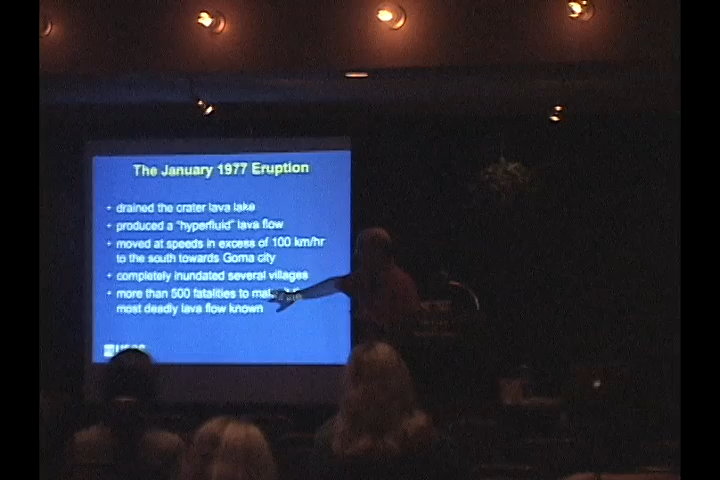 The January 1977 Eruption
• drained the crater lava lake
• produced a "hyperfluid" lava flow
• moved at speeds in excess of 100 km/hr
to the south towards Goma city
• completely inundated several villages
• more than 500 fatalities to
most deadly lava flow known